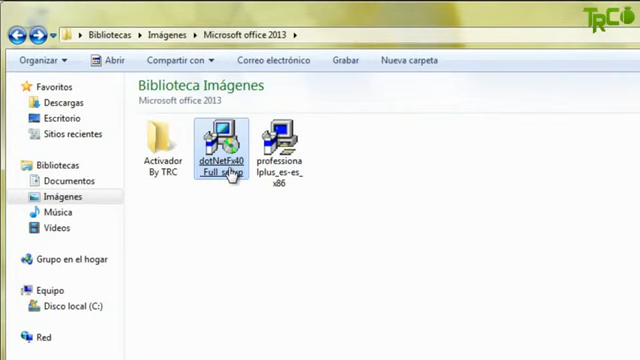 TRC
Bibliotecas ▸ Imágenes ▸ Microsoft office 2013 ▸
Organizar Abrir Compartir con Correo electrónico Grabar Nueva carpeta
Favoritos
Descargas
Escritorio
Sitios recientes
Bibliotecas
Documentos
Imágenes
Música
Vídeos
Grupo en el hogar
Equipo
Disco local (C:)
Red
Biblioteca Imágenes
Microsoft office 2013
Activador
By TRC
dotNetFx40
_Full_
professiona
lplus_es-es_
x86